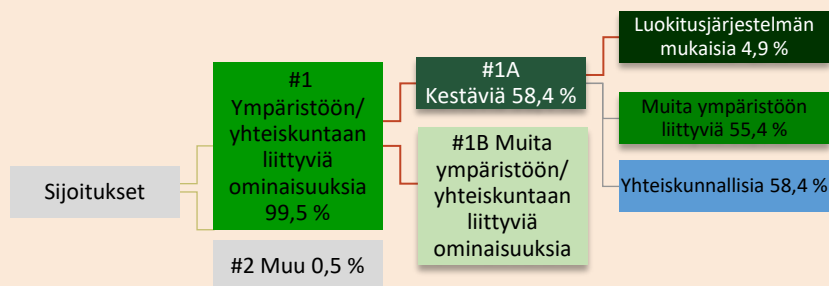 Sijoitukset
#1
Ympäristöön/
yhteiskuntaan
liittyviä
ominaisuuksia
99,5 %
#2 Muu 0,5 %
#1A
Kestäviä 58,4 %
#1B Muita
ympäristöön/
yhteiskuntaan
liittyviä
ominaisuuksia
Luokitusjärjestelmän
mukaisia 4,9 %
Muita ympäristöön
liittyviä 55,4 %
Yhteiskunnallisia 58,4 %